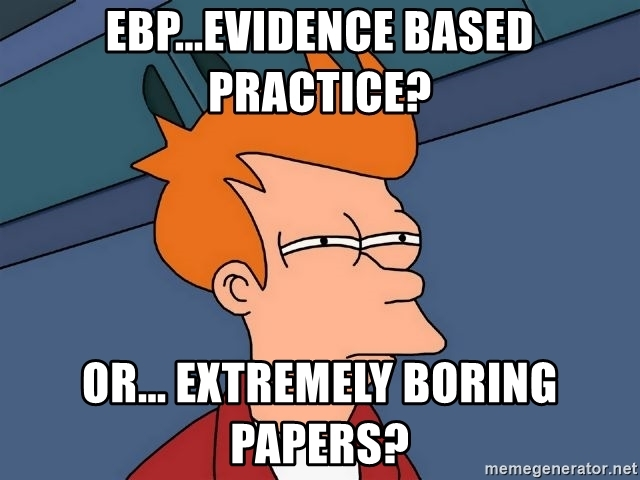 EBP...EVIDENCE BASED
PRACTICE?
OR... EXTREMELY BORING
PAPERS?
memegenerator.net